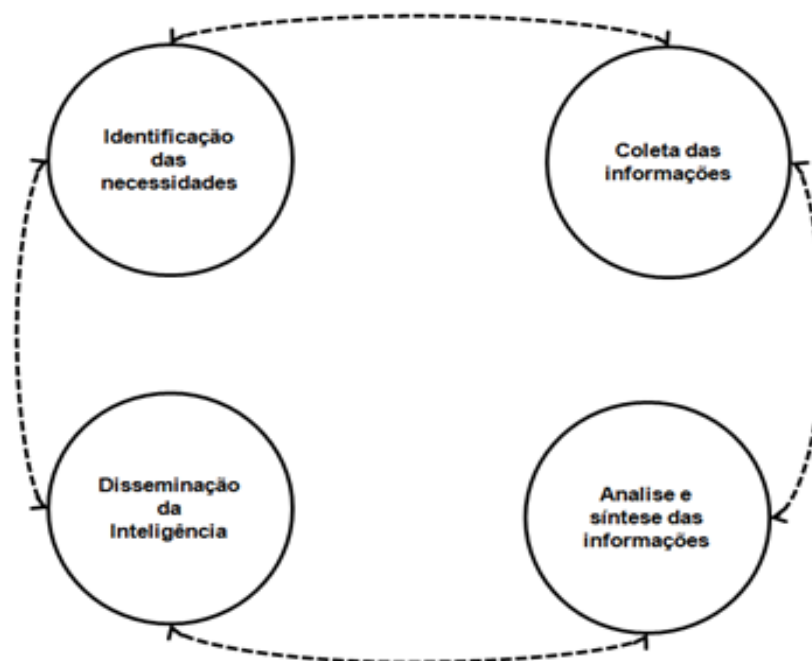 Identificação
das
necessidades
Coleta das
informações
Disseminação
da
Inteligência
Analise e
síntese das
informações